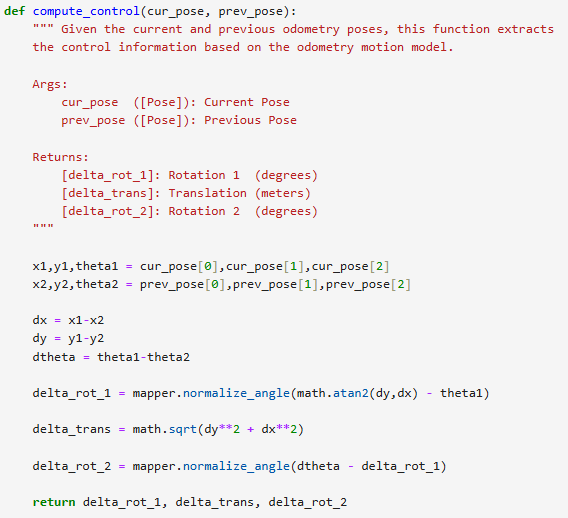 def compute_control(cur_pose, prev_pose):
    """ Given the current and previous odometry poses, this function extracts
    the control information based on the odometry motion model.

    Args:
        cur_pose  ([Pose]): Current Pose
        prev_pose ([Pose]): Previous Pose

    Returns:
        [delta_rot_1]: Rotation 1  (degrees)
        [delta_trans]: Translation (meters)
        [delta_rot_2]: Rotation 2  (degrees)
    """

    x1,y1,theta1 = cur_pose[0],cur_pose[1],cur_pose[2]
    x2,y2,theta2 = prev_pose[0],prev_pose[1],prev_pose[2]

    dx = x1-x2
    dy = y1-y2
    dtheta = theta1-theta2

    delta_rot_1 = mapper.normalize_angle(math.atan2(dy,dx) - theta1)

    delta_trans = math.sqrt(dy**2 + dx**2)

    delta_rot_2 = mapper.normalize_angle(dtheta - delta_rot_1)

    return delta_rot_1, delta_trans, delta_rot_2